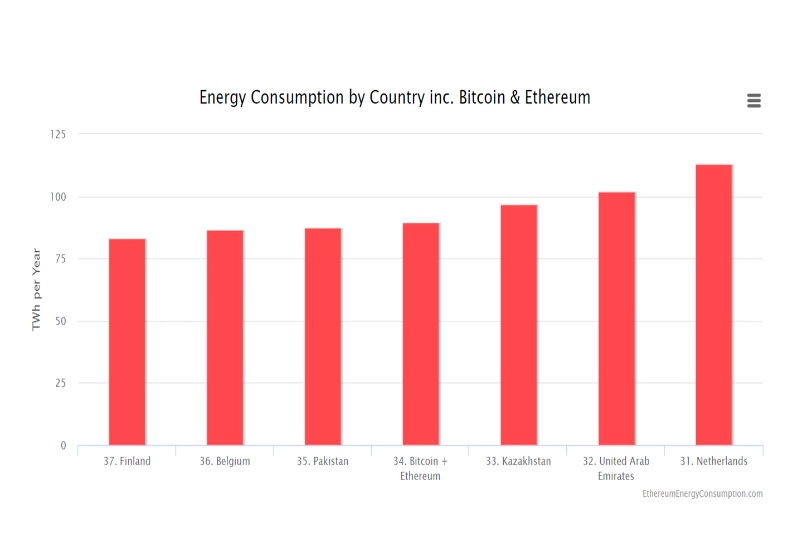 Energy Consumption by Country inc. Bitcoin & Ethereum
TWh per Year
125
100
75
50
25
0
37. Finland
36. Belgium
35. Pakistan
34. Bitcoin +
Ethereum
33. Kazakhstan
32. United Arab
Emirates
31. Netherlands
EthereumEnergyConsumption.com